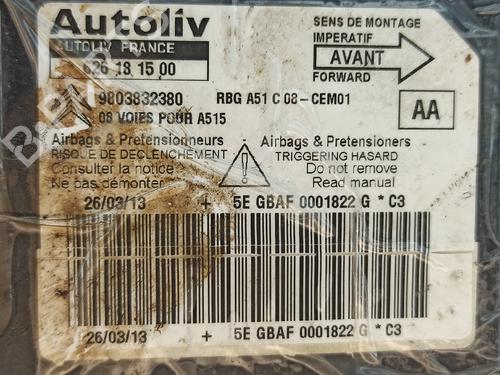 Autoliv
AUTOLIV FRANCE
626 18 15 00
SENS DE MONTAGE
IMPERATIF
AVANT
FORWARD
9803832380
RBG A51 C 08-CEM01
08 VOIES POUR A515
AA
Airbags & Pretensionneurs
RISQUE DE DECLENCHEMENT
Consulter la notice
Ne pas démonter
Airbags & Pretensioners
TRIGGERING HASARD
Do not remove
Read manual
26/03/13 + 5E GBAF 0001822 G * C3
26/03/13 + 5E GBAF 0001822 G * C3